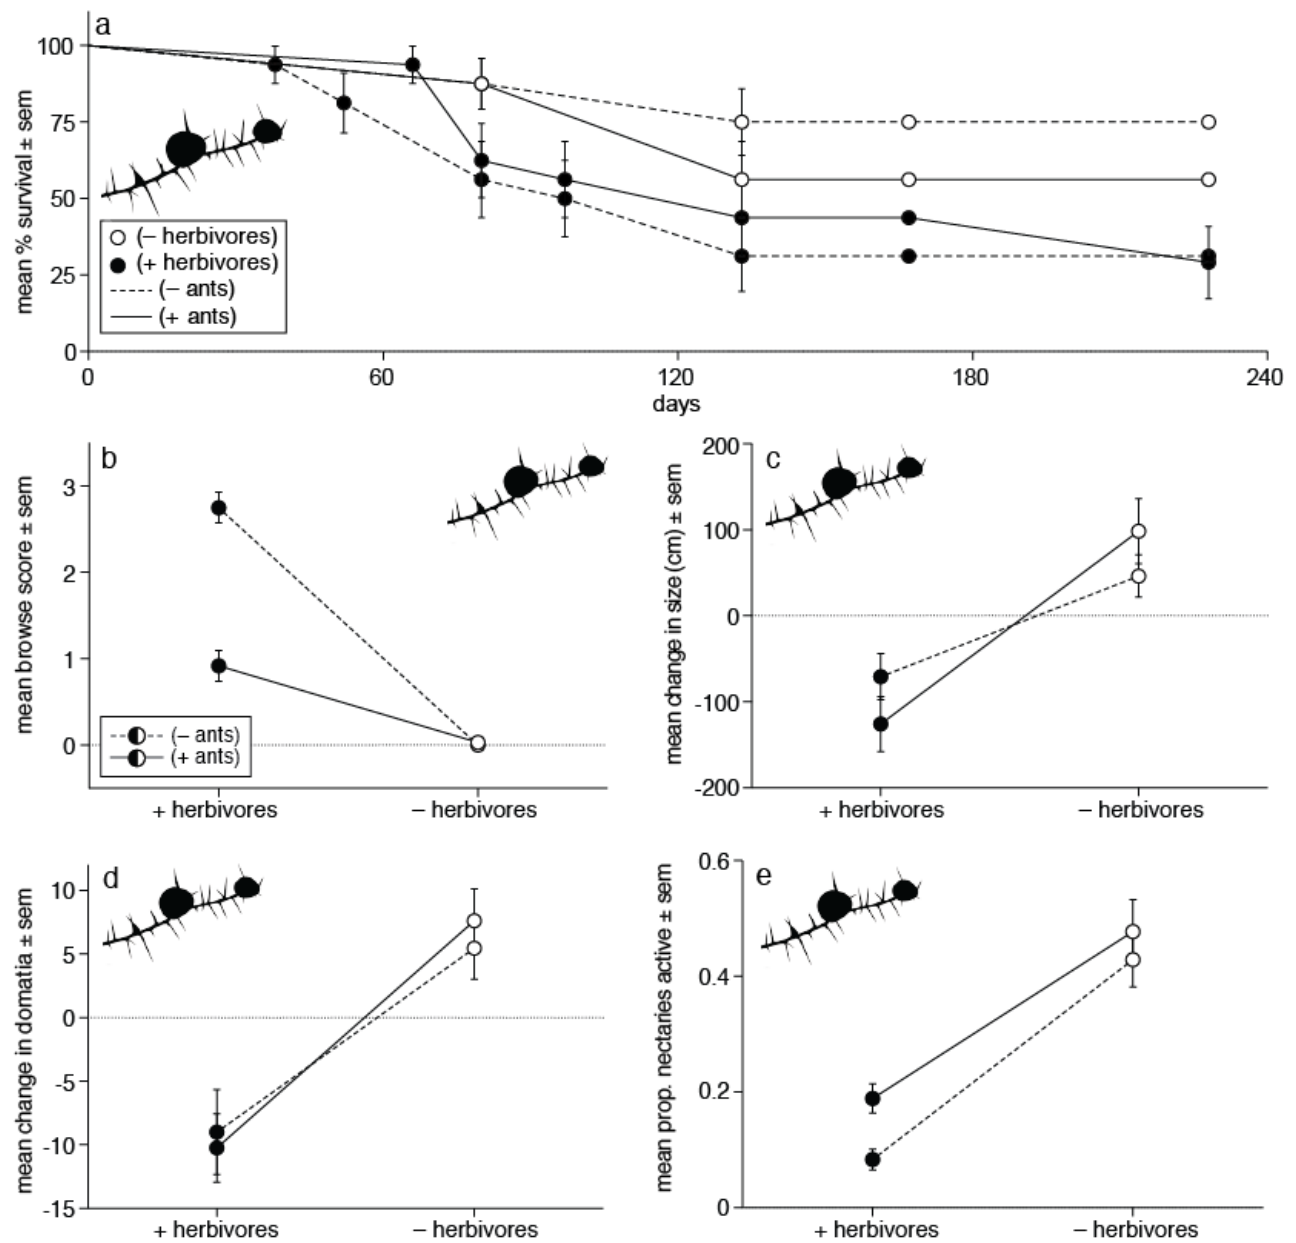 a
mean % survival ± sem
100
75
50
25
0
(– herbivores)
(+ herbivores)
(– ants)
(+ ants)
0 60 120 180 240
days
b
mean browse score ± sem
3
2
1
0
(– ants)
(+ ants)
+ herbivores – herbivores
c
mean change in size (cm) ± sem
200
100
0
-100
-200
+ herbivores – herbivores
d
mean change in domatia ± sem
10
5
0
-5
-10
-15
+ herbivores – herbivores
e
mean prop. nectaries active ± sem
0.6
0.4
0.2
0
+ herbivores – herbivores